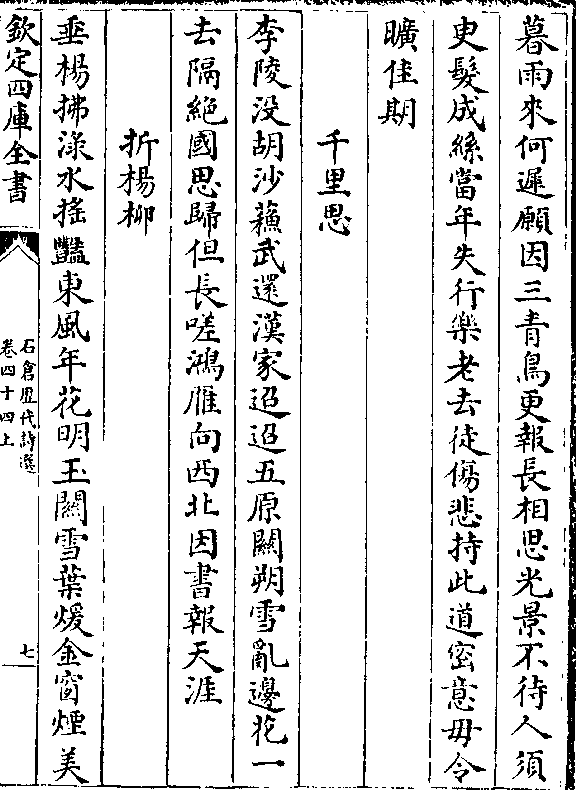 暮雨來何遲願因三青鳥更報長相思光景不待人須
臾髮成絲當年失行樂老去徒傷悲持此道宻意毋令
曠佳期
千里思
李陵没胡沙蘓武還漢家迢迢五原關朔雪亂邊花一
去隔絶國思歸但長嗟鴻雁向西北因書報天涯
折楊柳
垂楊拂渌水揺豔東風年花明玉關雪葉煖金窗煙美
欽定四庫全書
石倉歴代詩選
卷四十四上
七